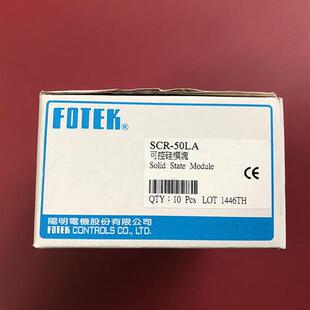 FOTEK®
SCR-50LA
可控硅模塊
Solid State Module
CE
QTY : 10 Pcs LOT 1446TH
陽明電機股份有限公司
FOTEK CONTROLS CO., LTD.